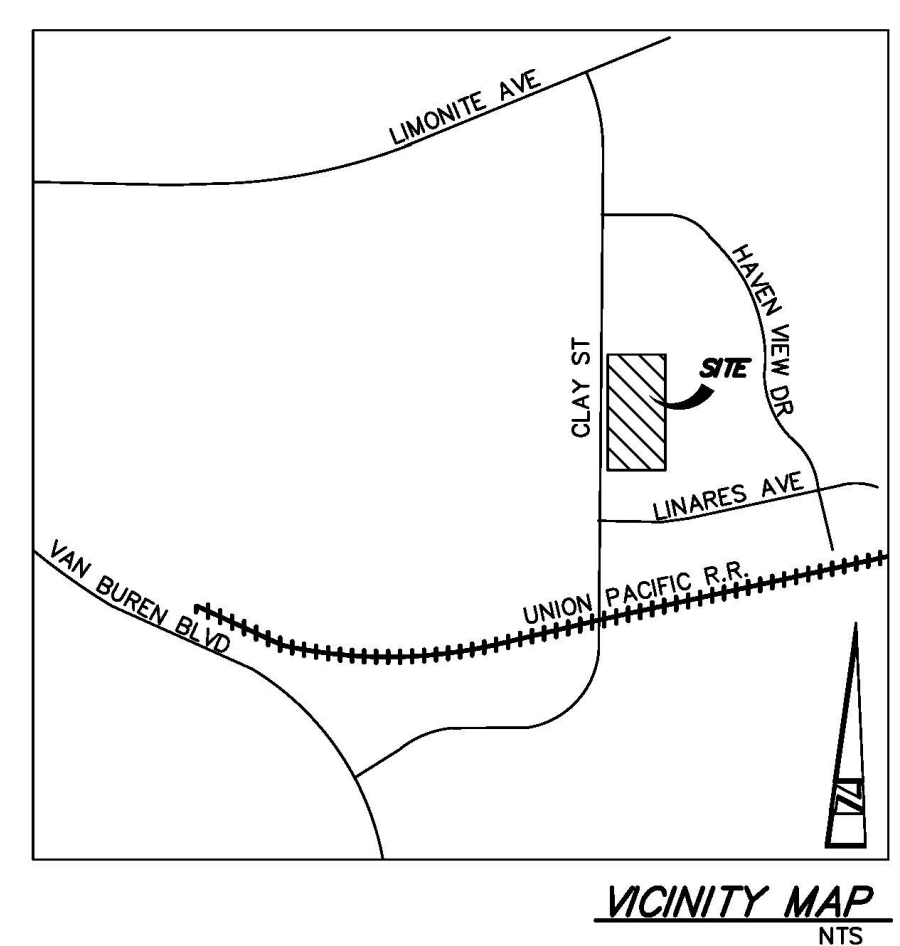 LIMONITE AVE
HAVEN VIEW DR
CLAY ST
SITE
LINARES AVE
VAN BUREN BLVD
UNION PACIFIC R.R.
N
VICINITY MAP
NTS